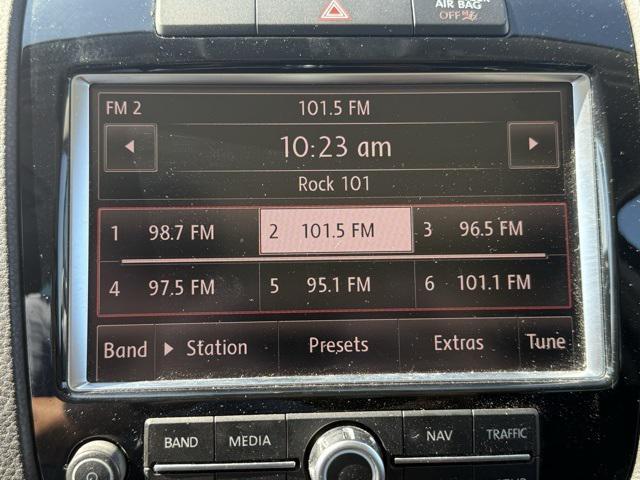 AIR BAG
OFF
FM 2 101.5 FM
10:23 am
Rock 101
1 98.7 FM 2 101.5 FM 3 96.5 FM
4 97.5 FM 5 95.1 FM 6 101.1 FM
Band Station Presets Extras Tune
BAND MEDIA NAV TRAFFIC